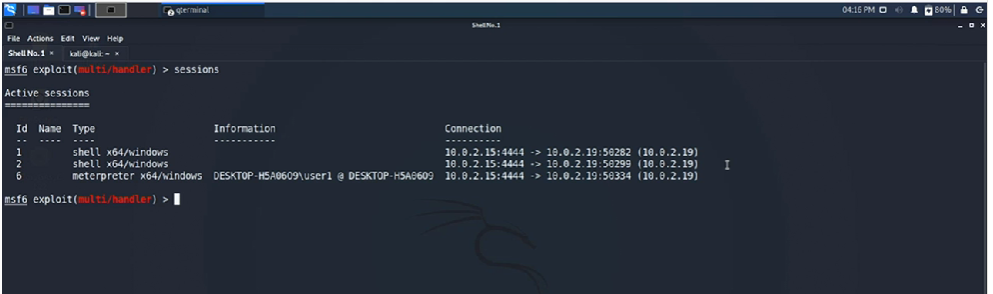 qterminal 04:16 PM 80%
Shell No. 1
File Actions Edit View Help
Shell No. 1 × kali@kali: ~ ×
msf6 exploit(multi/handler) > sessions
Active sessions
===============
Id Name Type Information Connection
-- ---- ---- ----------- ----------
1 shell x64/windows 10.0.2.15:4444 -> 10.0.2.19:50282 (10.0.2.19)
2 shell x64/windows 10.0.2.15:4444 -> 10.0.2.19:50299 (10.0.2.19)
6 meterpreter x64/windows DESKTOP-H5A06O9\user1 @ DESKTOP-H5A06O9 10.0.2.15:4444 -> 10.0.2.19:50334 (10.0.2.19)
msf6 exploit(multi/handler) >